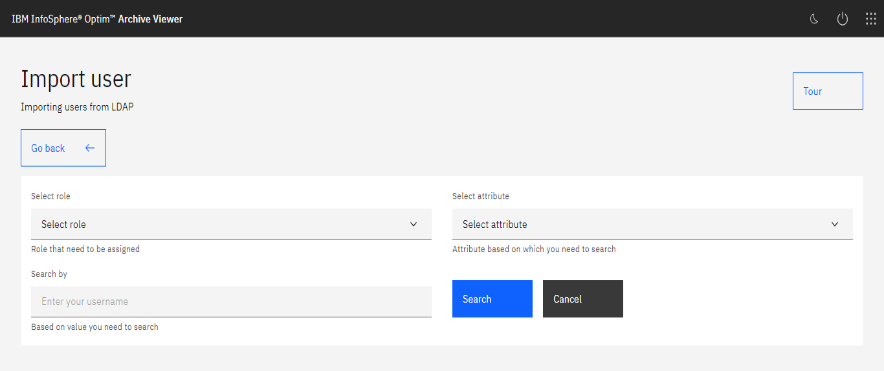 IBM InfoSphere® Optim™ Archive Viewer
Import user
Importing users from LDAP
Tour
Go back
Select role
Select role
Role that need to be assigned
Select attribute
Select attribute
Attribute based on which you need to search
Search by
Enter your username
Based on value you need to search
Search
Cancel